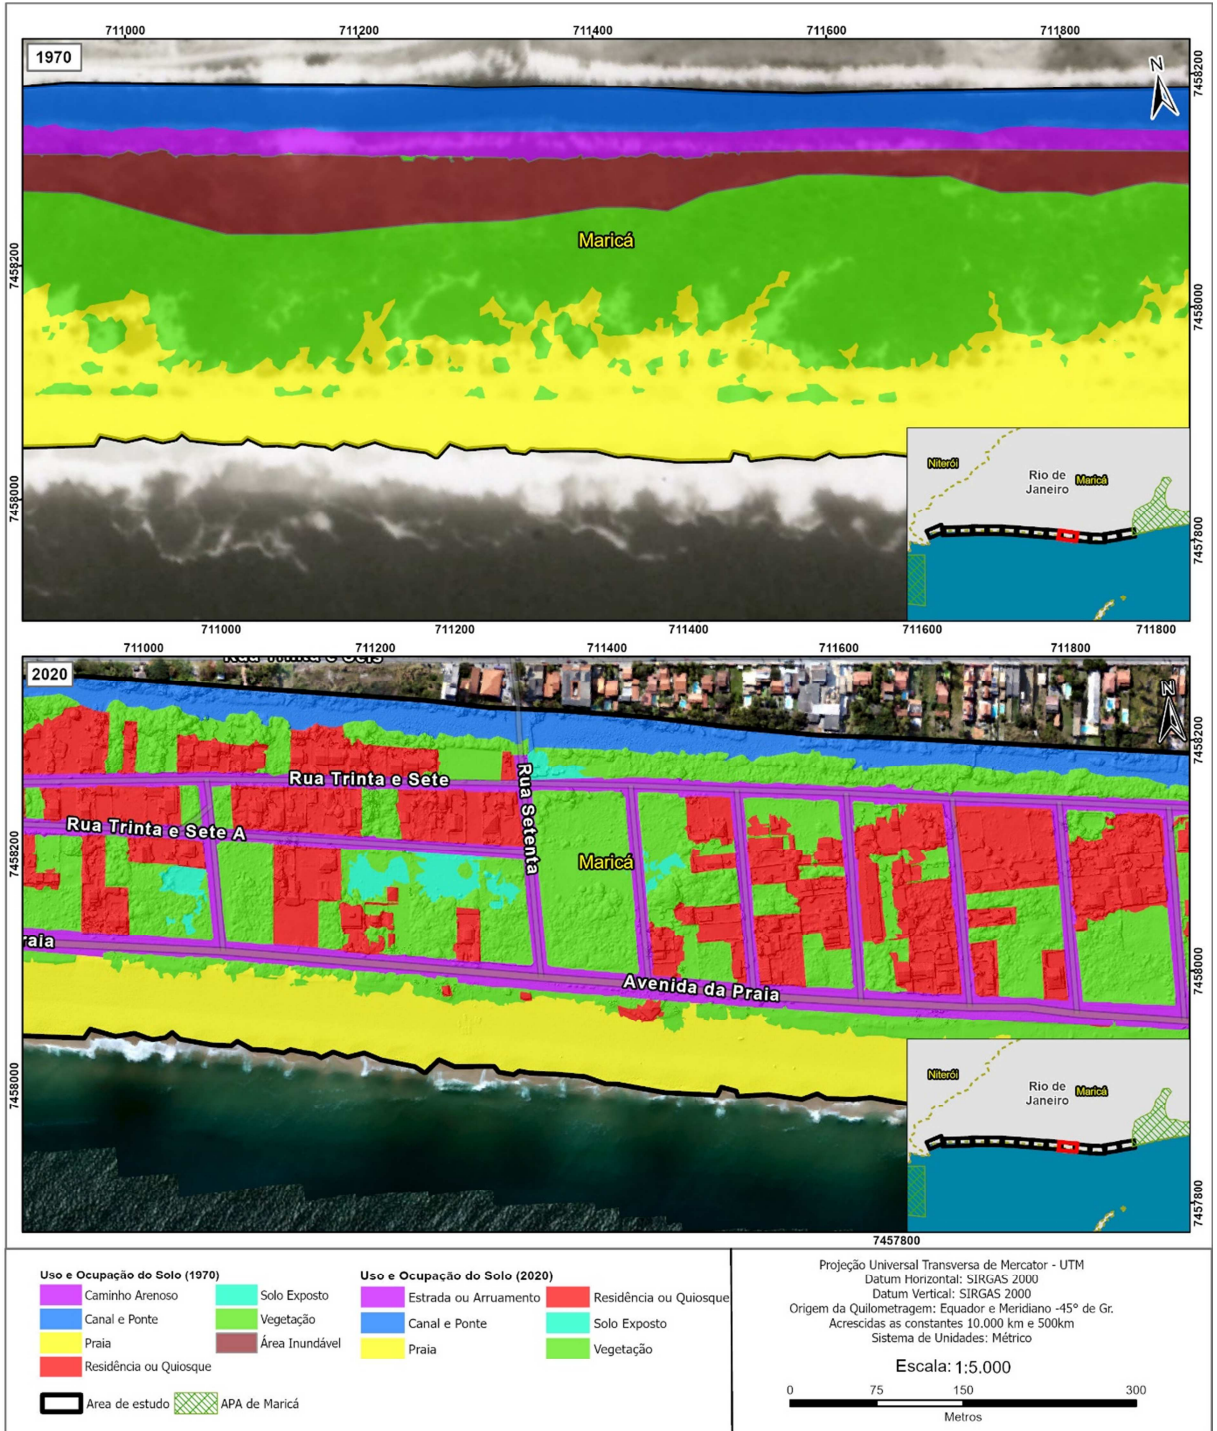 711000
711200
711400
711600
711800
1970
N
7458200
Maricá
7458200
7458000
7458000
Niterói
Rio de
Janeiro
Maricá
7457800
711000
711200
711400
711600
711800
711000
711200
711400
711600
711800
2020
Rua Trinta e Seis
N
7458200
Rua Trinta e Sete
Rua Setenta
Rua Trinta e Sete A
Maricá
7458200
raia
Avenida da Praia
7458000
7458000
Niterói
Rio de
Janeiro
Maricá
7457800
7457800
Uso e Ocupação do Solo (1970)
Caminho Arenoso
Canal e Ponte
Praia
Residência ou Quiosque
Solo Exposto
Vegetação
Área Inundável
Area de estudo
APA de Maricá
Uso e Ocupação do Solo (2020)
Estrada ou Arruamento
Canal e Ponte
Praia
Residência ou Quiosque
Solo Exposto
Vegetação
Projeção Universal Transversa de Mercator - UTM
Datum Horizontal: SIRGAS 2000
Datum Vertical: SIRGAS 2000
Origem da Quilometragem: Equador e Meridiano -45° de Gr.
Acrescidas as constantes 10.000 km e 500km
Sistema de Unidades: Métrico
Escala: 1:5.000
0
75
150
300
Metros